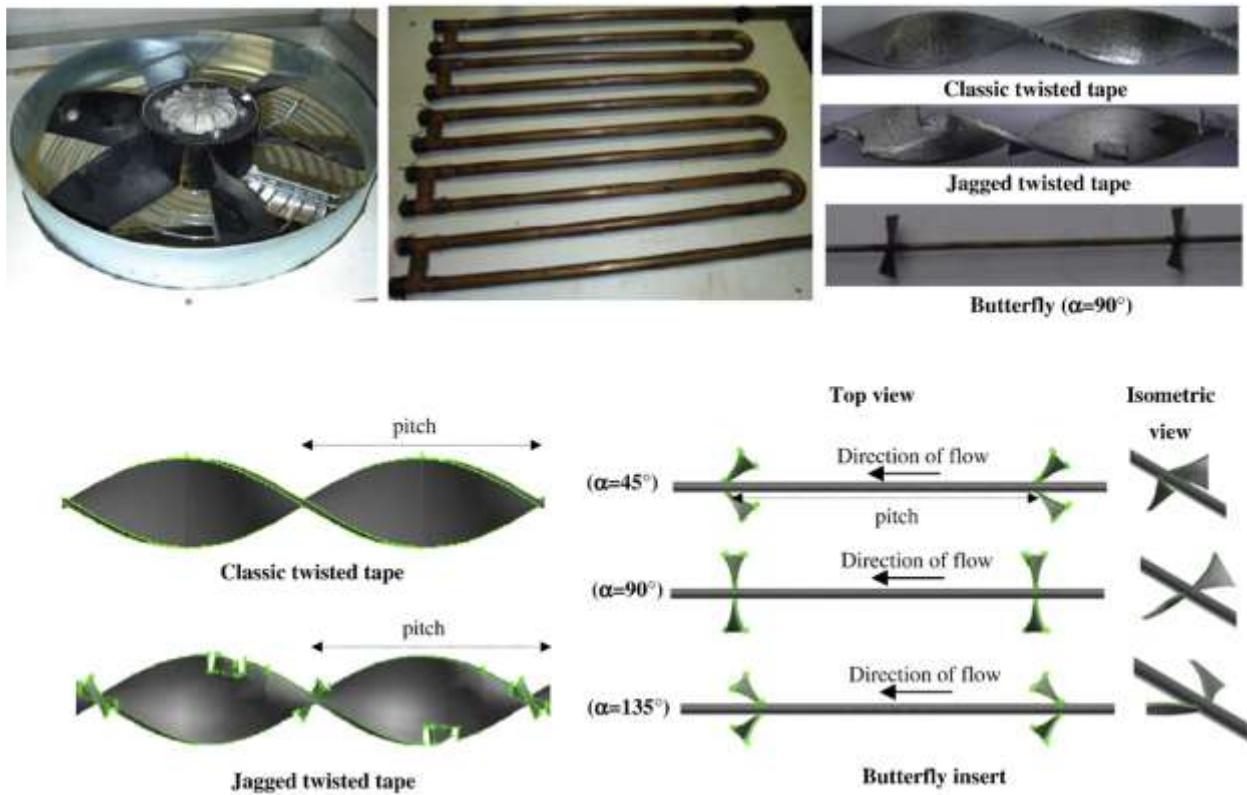 Classic twisted tape
Jagged twisted tape
Butterfly (α=90°)
Top view
Isometric
view
pitch
Direction of flow
(α=45°)
pitch
Classic twisted tape
Direction of flow
(α=90°)
pitch
Direction of flow
(α=135°)
Jagged twisted tape
Butterfly insert